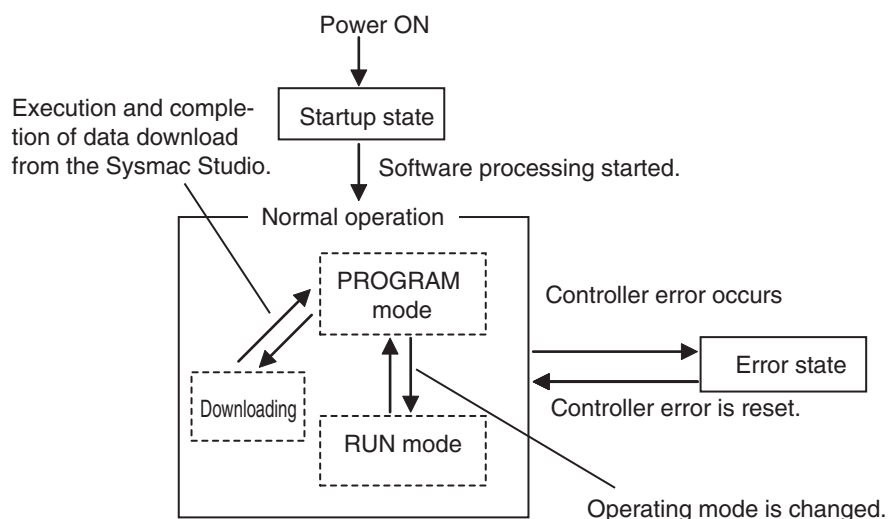 Power ON
Execution and comple-
tion of data download
from the Sysmac Studio.
Startup state
Software processing started.
Normal operation
PROGRAM
mode
Controller error occurs
Error state
Downloading
Controller error is reset.
RUN mode
Operating mode is changed.